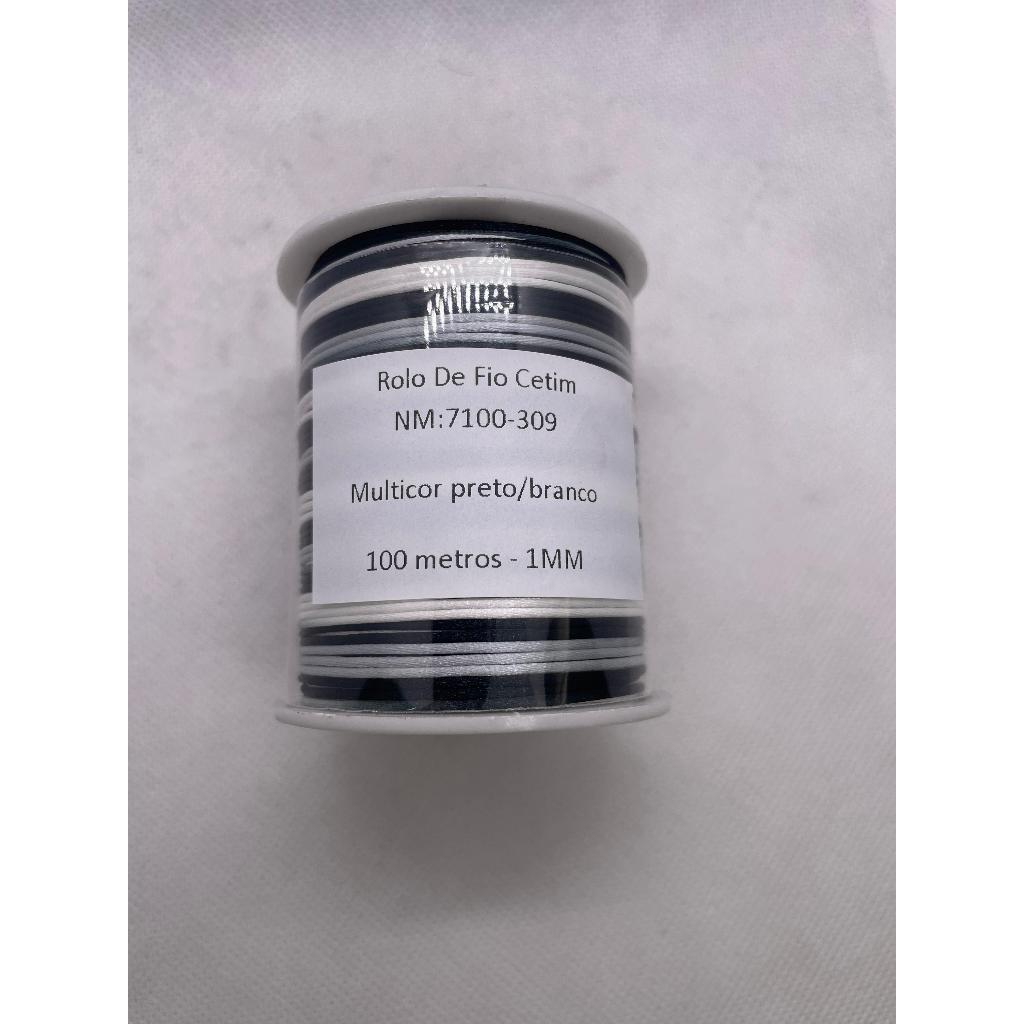 Rolo De Fio Cetim
NM:7100-309
Multicor preto/branco
100 metros - 1MM